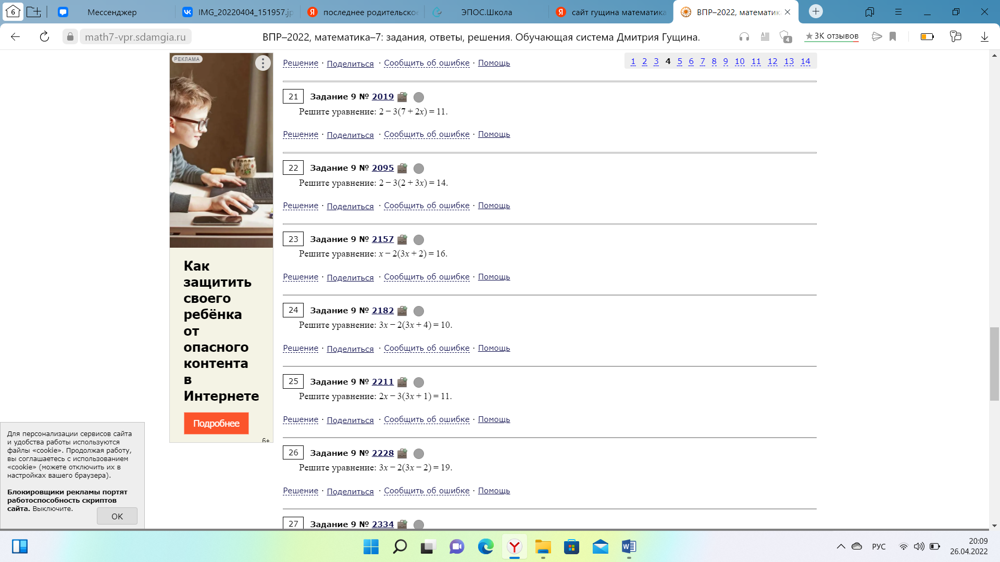 6
Мессенджер
IMG_20220404_151957.jp
последнее родительское
ЭПОС.Школа
сайт гущина математика
ВПР–2022, математика
math7-vpr.sdamgia.ru
ВПР–2022, математика–7: задания, ответы, решения. Обучающая система Дмитрия Гущина.
4
★ 3К отзывов
РЕКЛАМА
Как
защитить
своего
ребёнка
от
опасного
контента
в
Интернете
Подробнее
6+
Решение · Поделиться · Сообщить об ошибке · Помощь
1 2 3 4 5 6 7 8 9 10 11 12 13 14
21 Задание 9 № 2019
Решите уравнение: 2 − 3(7 + 2x) = 11.
Решение · Поделиться · Сообщить об ошибке · Помощь
22 Задание 9 № 2095
Решите уравнение: 2 − 3(2 + 3x) = 14.
Решение · Поделиться · Сообщить об ошибке · Помощь
23 Задание 9 № 2157
Решите уравнение: x − 2(3x + 2) = 16.
Решение · Поделиться · Сообщить об ошибке · Помощь
24 Задание 9 № 2182
Решите уравнение: 3x − 2(3x + 4) = 10.
Решение · Поделиться · Сообщить об ошибке · Помощь
25 Задание 9 № 2211
Решите уравнение: 2x − 3(3x + 1) = 11.
Решение · Поделиться · Сообщить об ошибке · Помощь
26 Задание 9 № 2228
Решите уравнение: 3x − 2(3x − 2) = 19.
Решение · Поделиться · Сообщить об ошибке · Помощь
27 Задание 9 № 2334
Для персонализации сервисов сайта
и удобства работы используются
файлы «cookie». Продолжая работу,
вы соглашаетесь с использованием
«cookie» (можете отключить их в
настройках вашего браузера).
Блокировщики рекламы портят
работоспособность скриптов
сайта. Выключите.
OK
РУС
20:09
26.04.2022